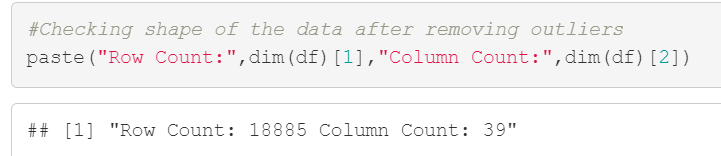 #Checking shape of the data after removing outliers
paste("Row Count:",dim(df)[1],"Column Count:",dim(df)[2])
## [1] "Row Count: 18885 Column Count: 39"